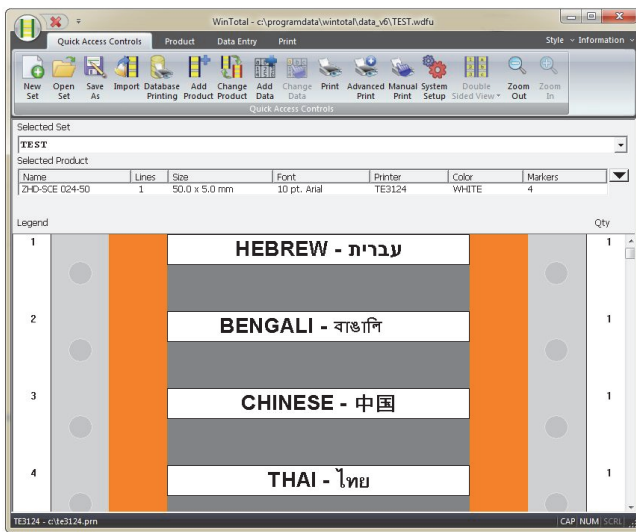 WinTotal - c:\programdata\wintotal\data_v6\TEST.wdfu
Quick Access Controls Product Data Entry Print Style Information
New Set Open Set Save As Import Database Printing Add Product Change Product Add Data Change Data Print Advanced Print Manual Print System Setup Double Sided View Zoom Out Zoom In
Quick Access Controls
Selected Set
TEST
Selected Product
Name Lines Size Font Printer Color Markers
ZHD-SCE 024-50 1 50.0 x 5.0 mm 10 pt. Arial TE3124 WHITE 4
Legend Qty
1 HEBREW - עברית 1
2 BENGALI - বাঙালি 1
3 CHINESE - 中国 1
4 THAI - ไทย 1
TE3124 - c:\te3124.prn CAP NUM SCRL